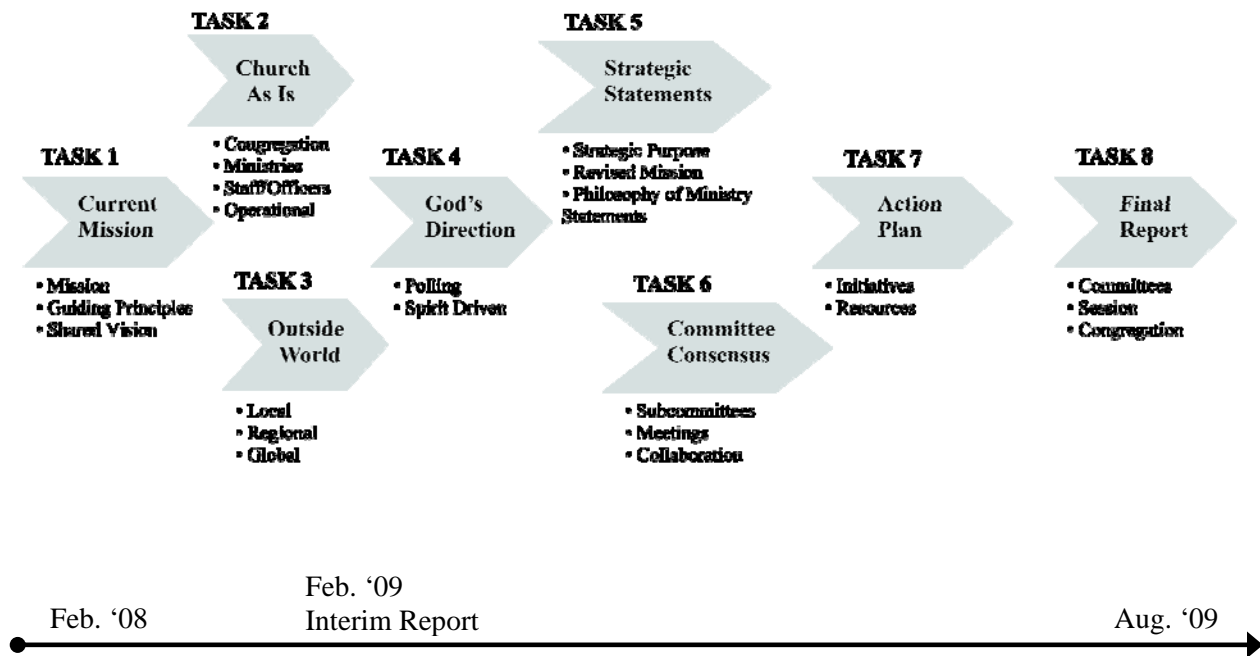 TASK 1
Current
Mission
• Mission
• Guiding Principles
• Shared Vision
TASK 2
Church
As Is
• Congregation
• Ministries
• Staff/Officers
• Operational
TASK 3
Outside
World
• Local
• Regional
• Global
TASK 4
God's
Direction
• Polling
• Spirit Driven
TASK 5
Strategic
Statements
• Strategic Purpose
• Revised Mission
• Philosophy of Ministry
Statements
TASK 6
Committee
Consensus
• Subcommittees
• Meetings
• Collaboration
TASK 7
Action
Plan
• Initiatives
• Resources
TASK 8
Final
Report
• Committees
• Session
• Congregation
Feb. ‘08
Feb. ‘09
Interim Report
Aug. ‘09